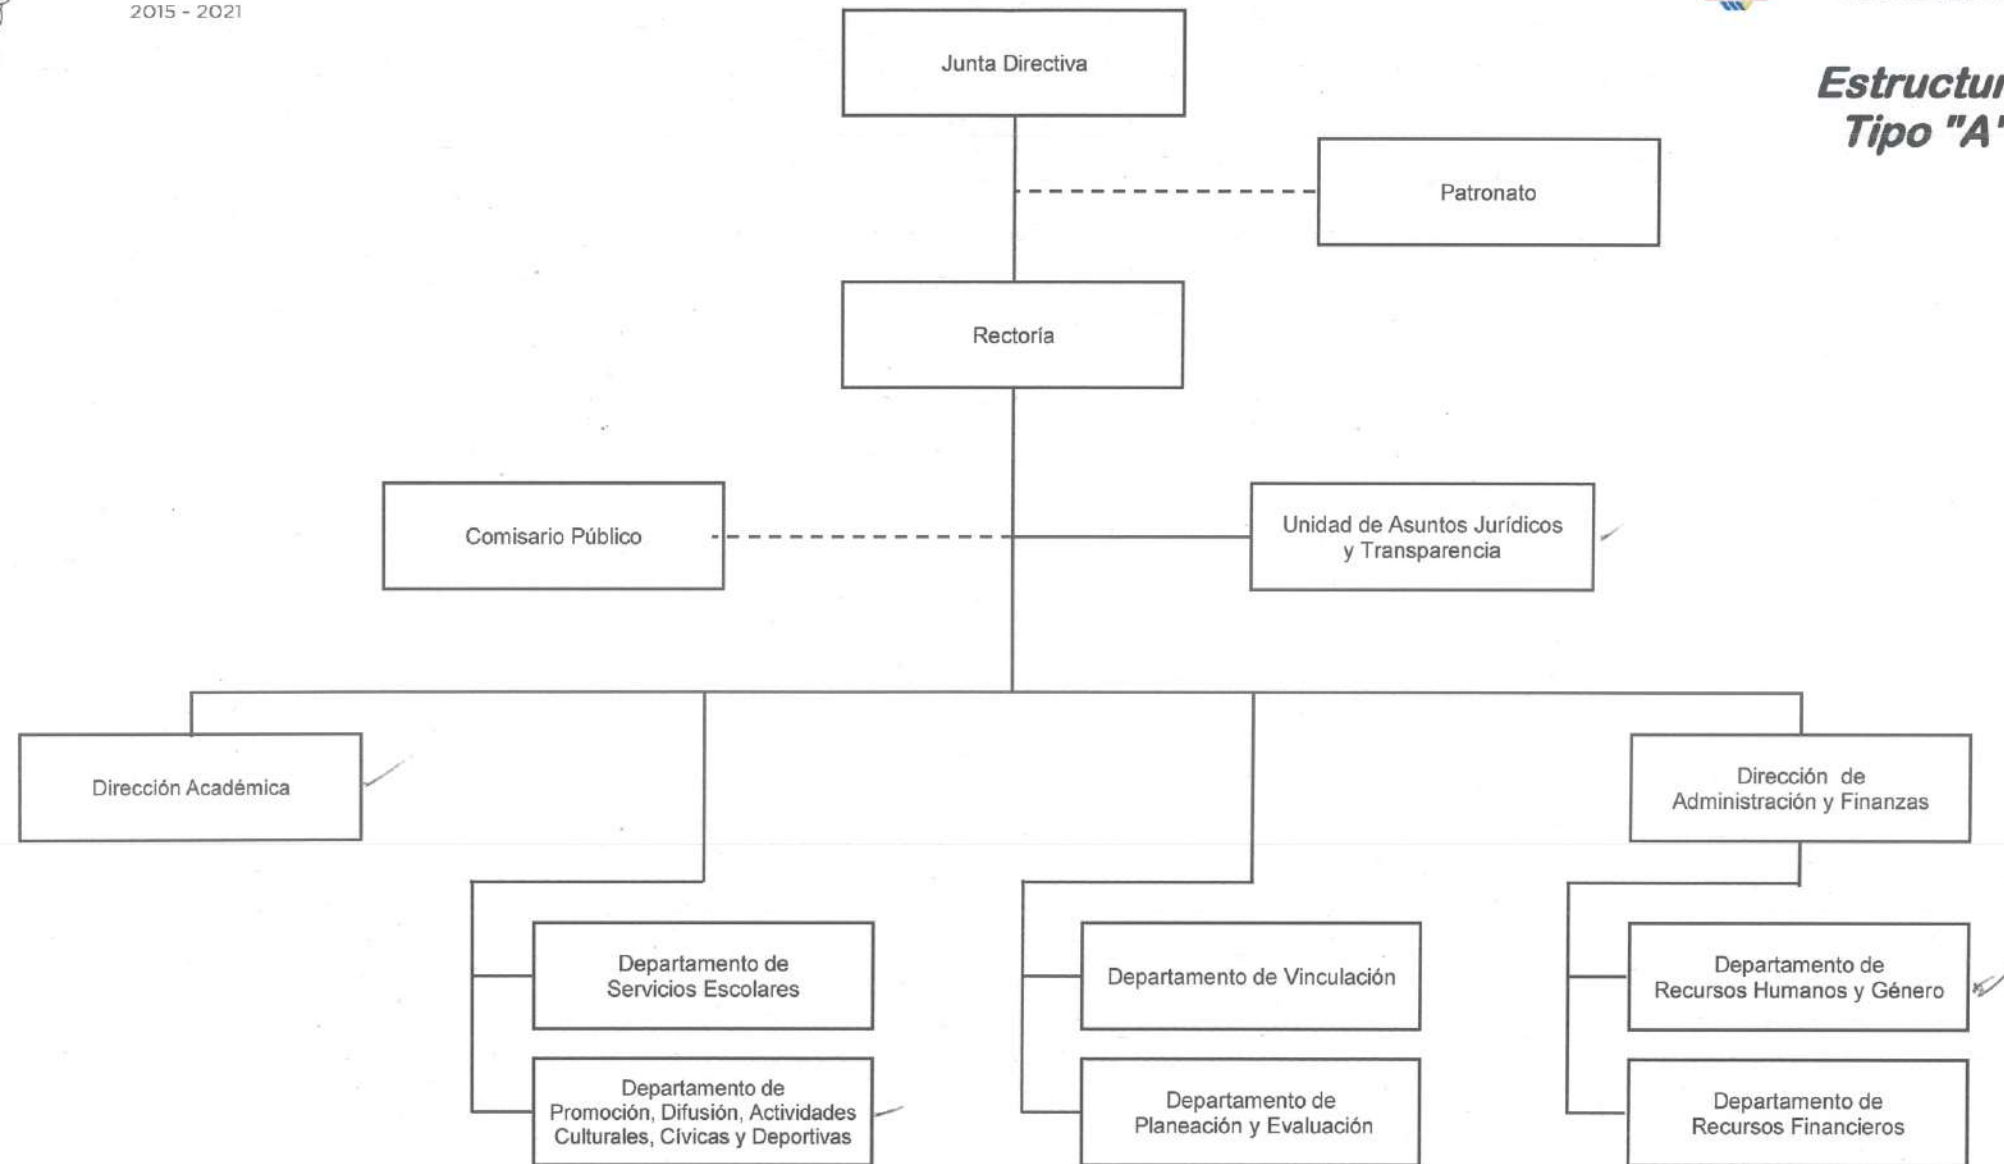 2015 - 2021
Junta Directiva
Estructur
Tipo "A"
Patronato
Rectoría
Comisario Público
Unidad de Asuntos Jurídicos
y Transparencia
Dirección Académica
Dirección de
Administración y Finanzas
Departamento de
Servicios Escolares
Departamento de Vinculación
Departamento de
Recursos Humanos y Género
Departamento de
Promoción, Difusión, Actividades
Culturales, Cívicas y Deportivas
Departamento de
Planeación y Evaluación
Departamento de
Recursos Financieros